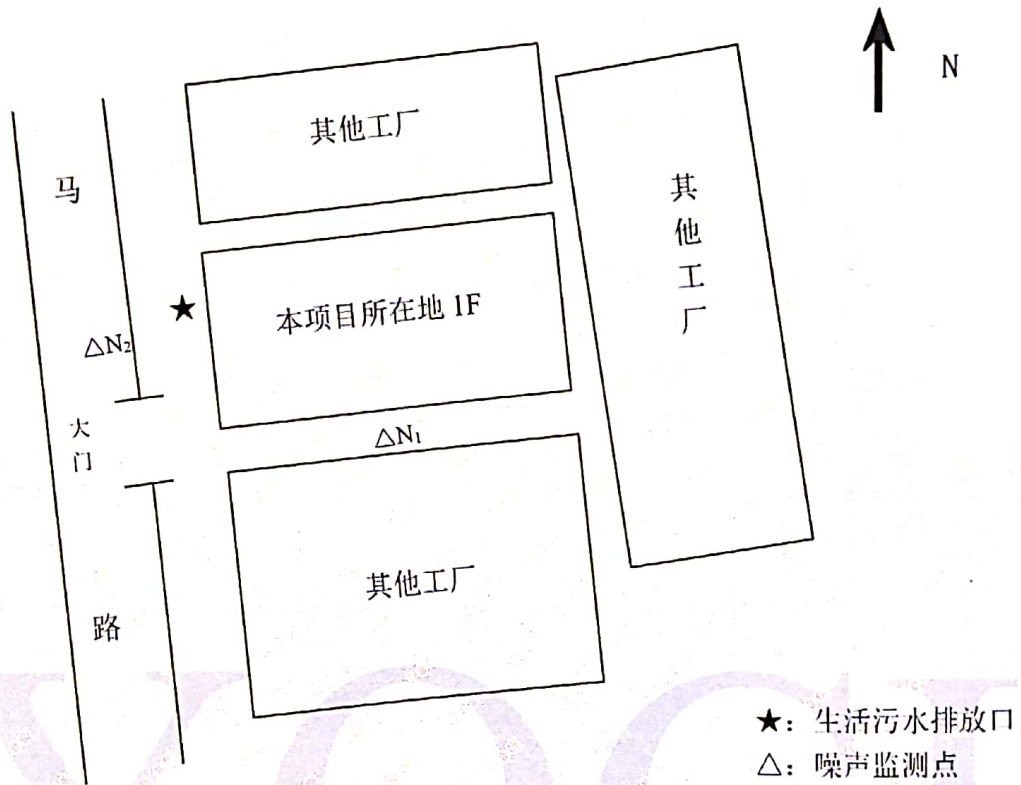 N
其他工厂
马
其他工厂
★
本项目所在地 1F
△N₂
大门
△N₁
其他工厂
路
★：生活污水排放口
△：噪声监测点